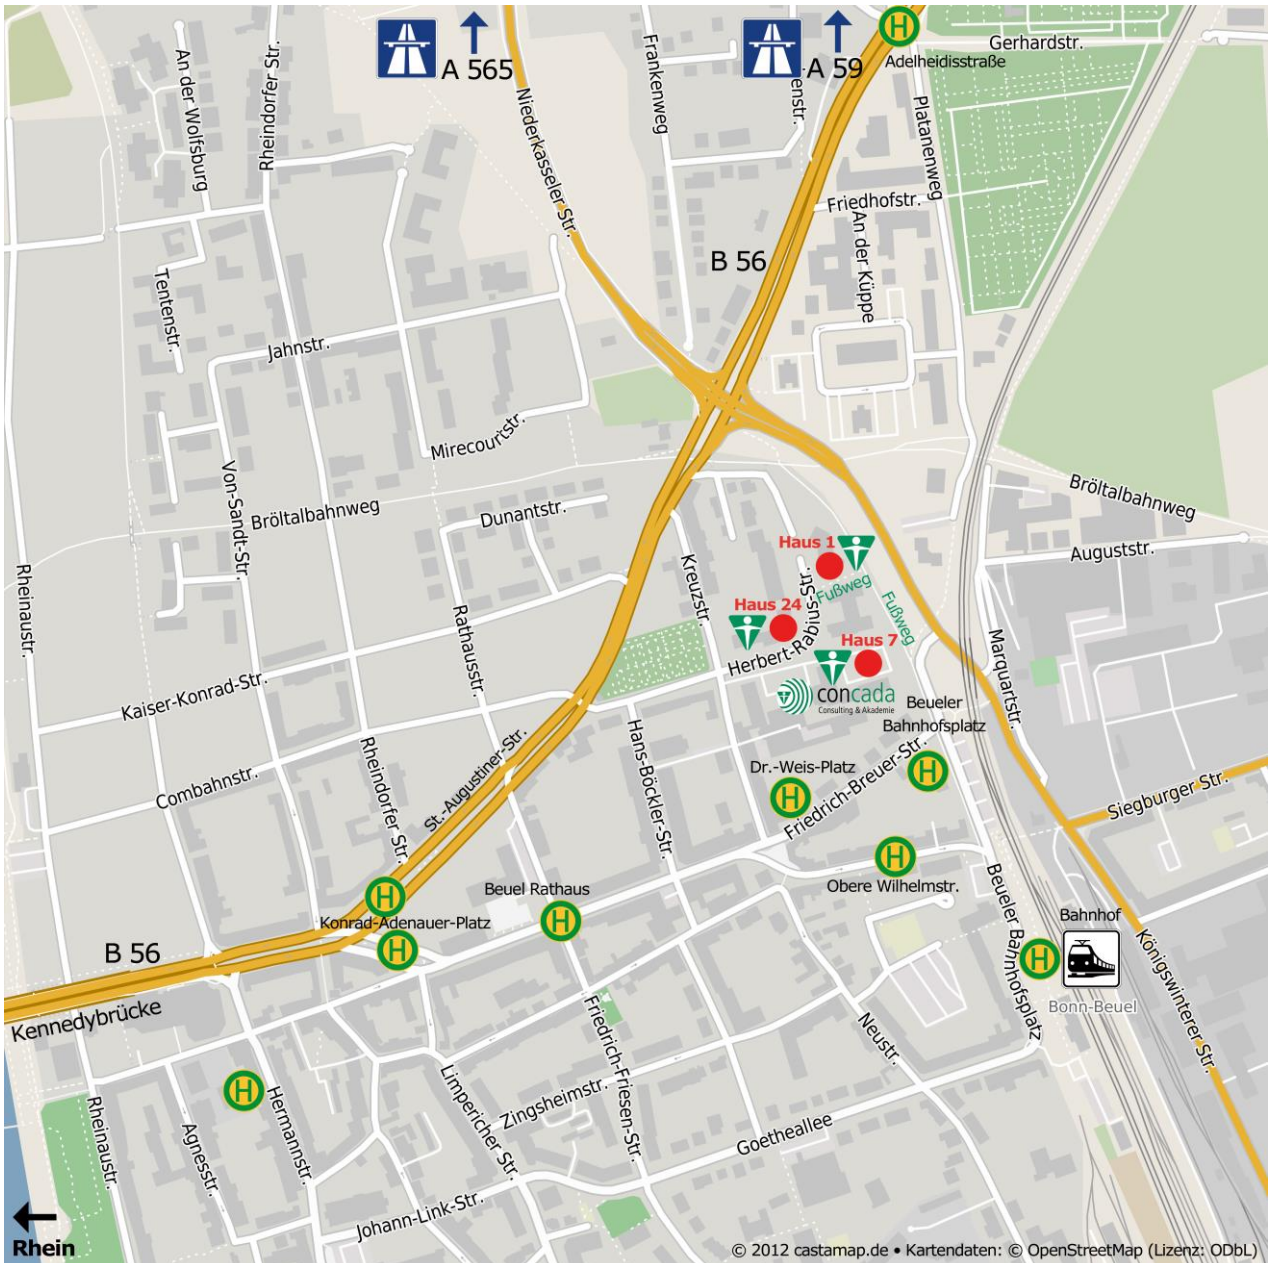 A 565
A 59
Adelheidisstraße
Gerhardstr.
An der Wolfsburg
Rheindorfer Str.
Niederkasseler Str.
Frankenweg
tenstr.
Platanenweg
Friedhofstr.
An der Küppe
B 56
Tentenstr.
Jahnstr.
Mirecourtstr.
Von-Sandt-Str.
Bröltalbahnweg
Dunantstr.
Bröltalbahnweg
Auguststr.
Rheinaustr.
Rathausstr.
Kreuzstr.
Haus 1
Fußweg
Fußweg
Haus 24
Herbert-Rabius-Str.
Haus 7
concada
Consulting & Akademie
Marquartstr.
Kaiser-Konrad-Str.
Combahnstr.
Rheindorfer Str.
St.-Augustiner-Str.
Hans-Böckler-Str.
Beueler
Bahnhofsplatz
H
Dr.-Weis-Platz
H
Friedrich-Breuer-Str.
Siegburger Str.
H
Obere Wilhelmstr.
Beuel Rathaus
H
H
Konrad-Adenauer-Platz
H
B 56
Kennedybrücke
Beueler Bahnhofsplatz
Bahnhof
H
Bonn-Beuel
Königswinterer Str.
Neustr.
Friedrich-Friesen-Str.
Limpericher Str.
Zingsheimstr.
Goetheallee
H
Hermannstr.
Agnesstr.
Rheinaustr.
Johann-Link-Str.
Rhein
© 2012 castamap.de • Kartendaten: © OpenStreetMap (Lizenz: ODbL)
H